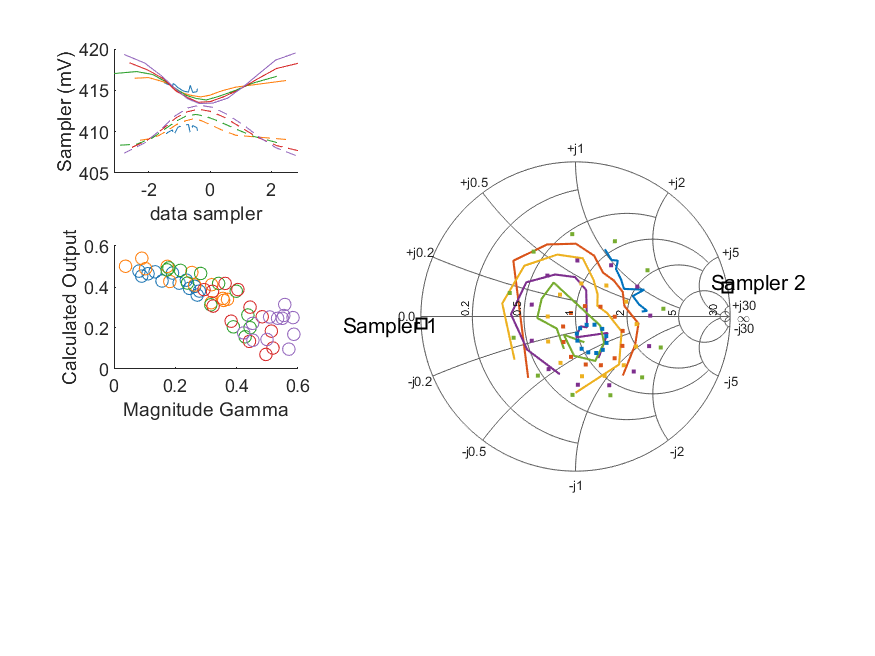 420
415
410
405
Sampler (mV)
-2 0 2
data sampler
0.6
0.4
0.2
0
Calculated Output
0 0.2 0.4 0.6
Magnitude Gamma
+j1
+j0.5
+j2
+j0.2
+j5
Sampler 2
+j30
0.0
0.2
0.5
1
2
5
30
∞
Sampler 1
-j30
-j0.2
-j5
-j0.5
-j2
-j1